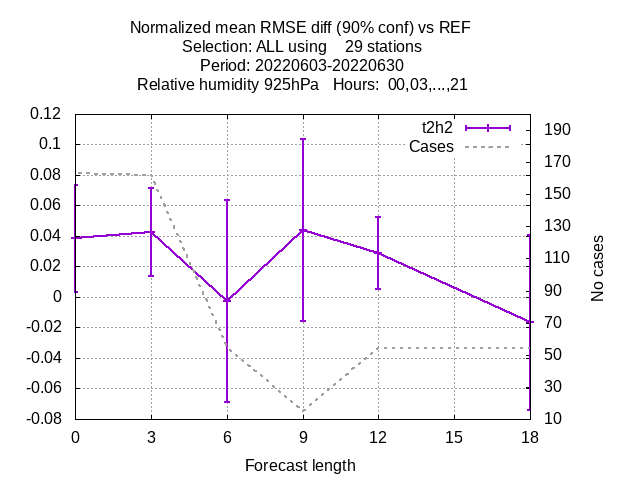 Normalized mean RMSE diff (90% conf) vs REF
Selection: ALL using    29 stations
Period: 20220603-20220630
Relative humidity 925hPa   Hours:  00,03,...,21
t2h2
Cases
0.12
0.1
0.08
0.06
0.04
0.02
0
-0.02
-0.04
-0.06
-0.08
190
170
150
130
110
90
70
50
30
10
No cases
0 3 6 9 12 15 18
Forecast length